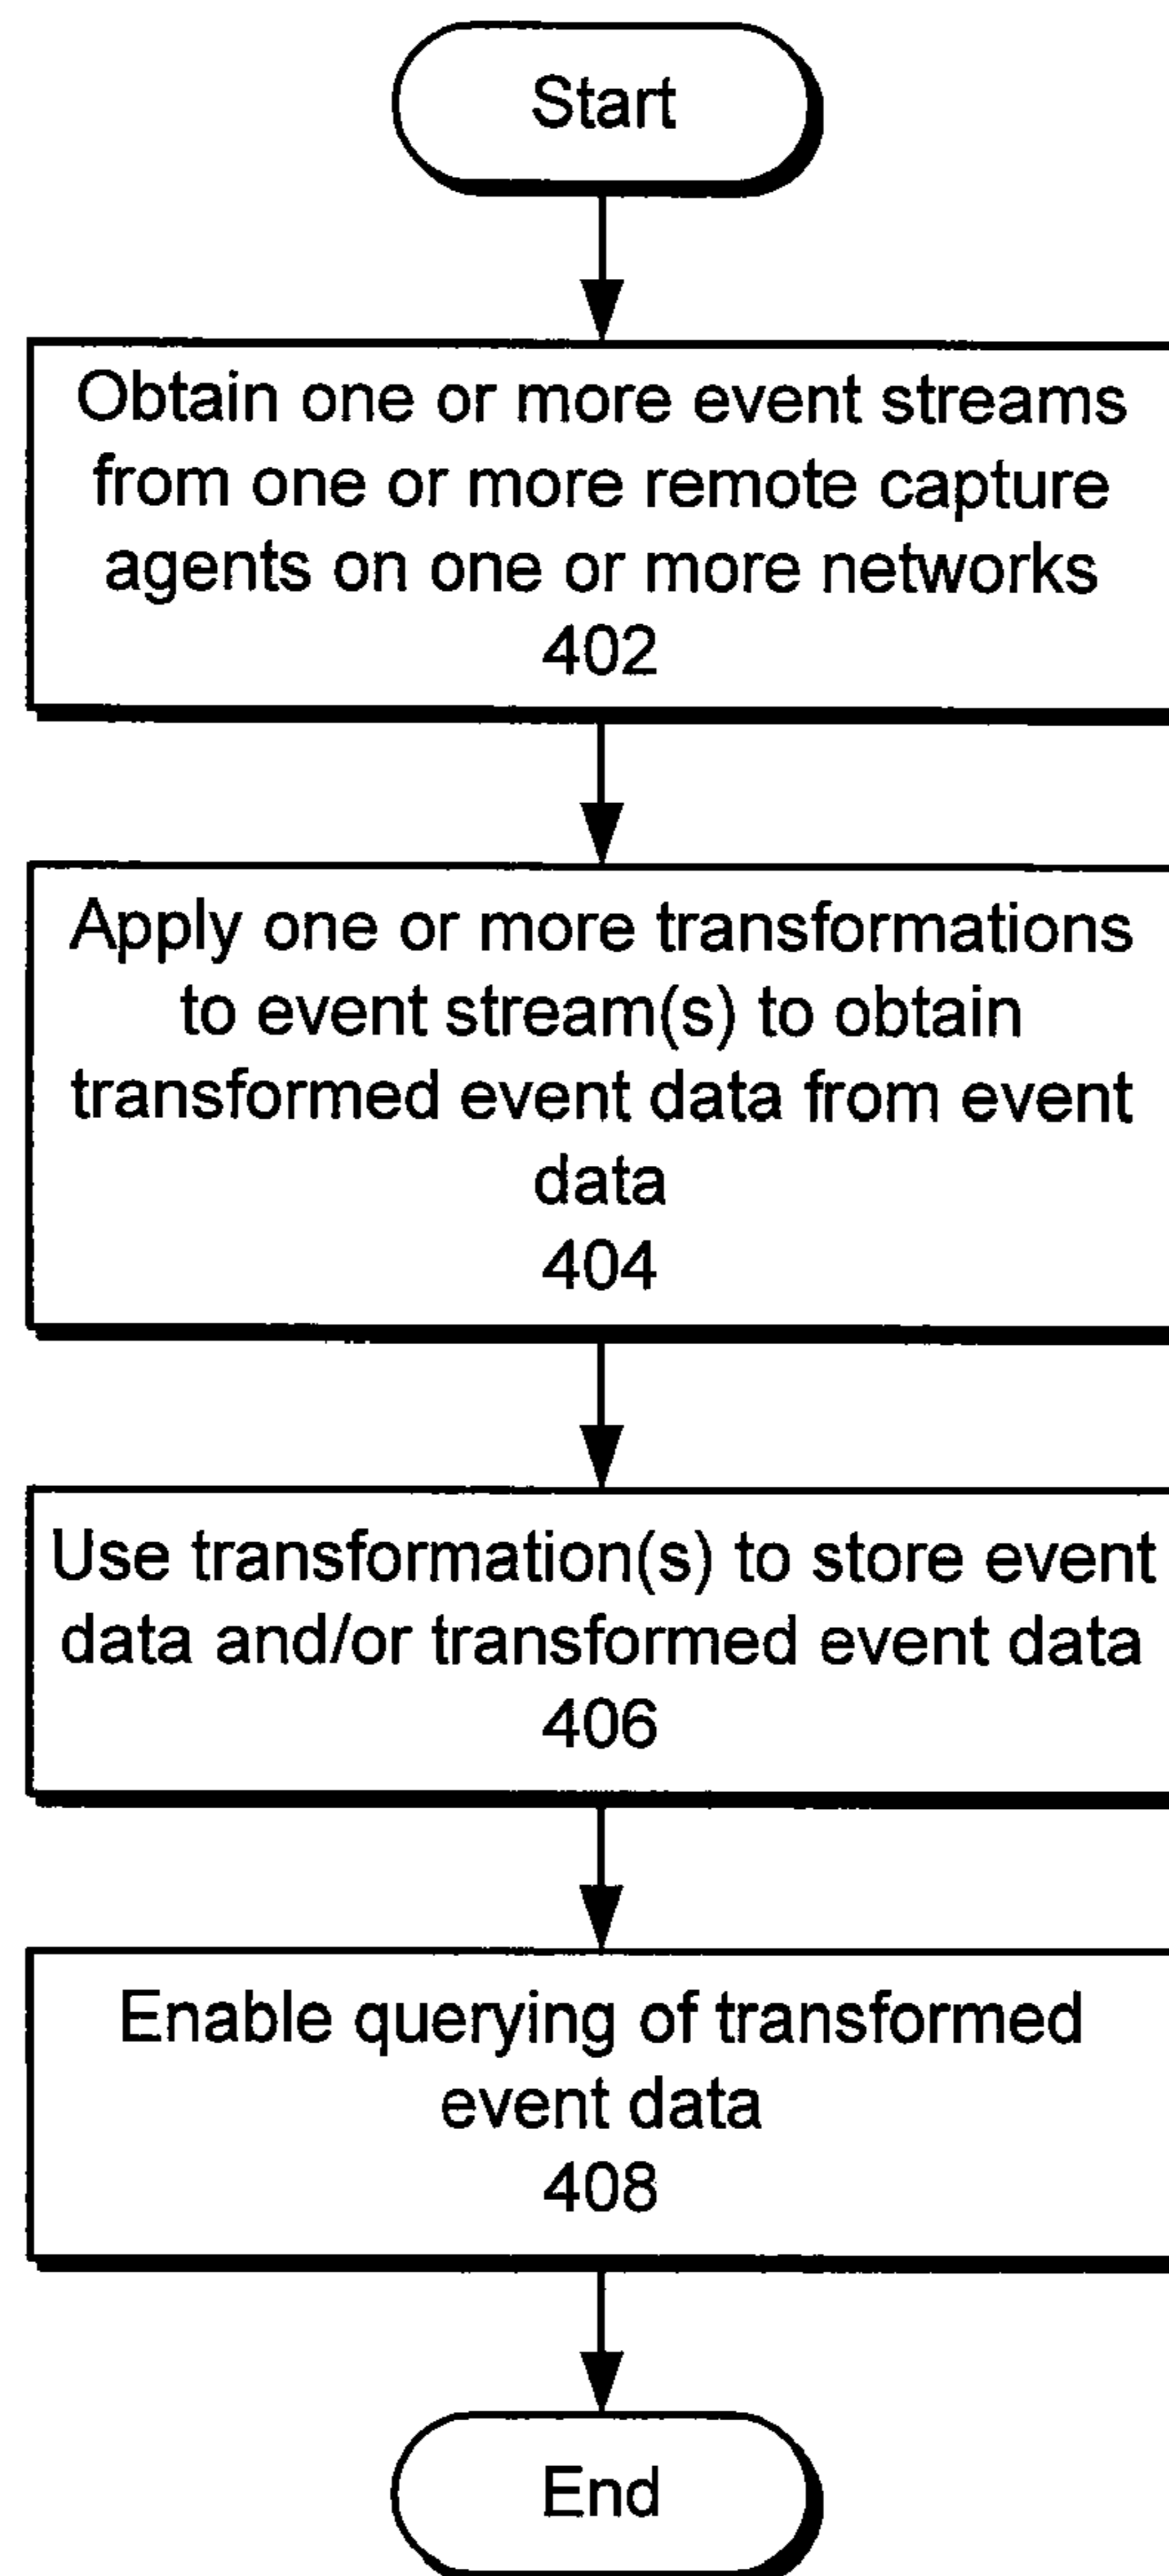 Start
Obtain one or more event streams
from one or more remote capture
agents on one or more networks
402
Apply one or more transformations
to event stream(s) to obtain
transformed event data from event
data
404
Use transformation(s) to store event
data and/or transformed event data
406
Enable querying of transformed
event data
408
End